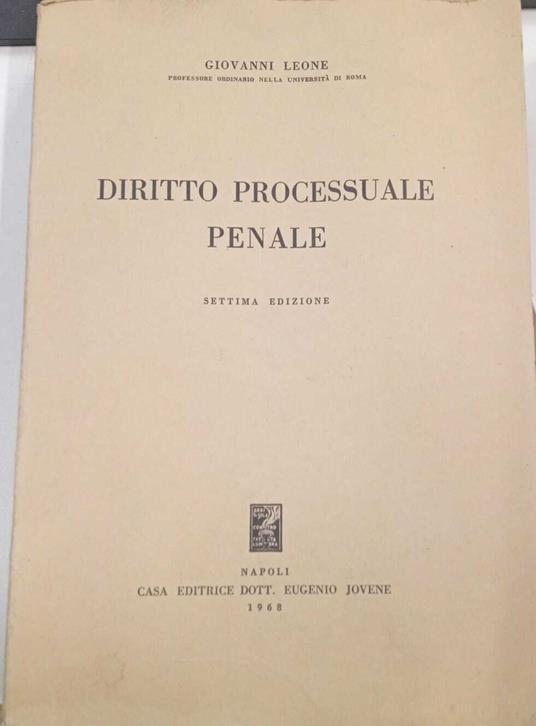 GIOVANNI LEONE
PROFESSORE ORDINARIO NELLA UNIVERSITÀ DI ROMA
DIRITTO PROCESSUALE
PENALE
SETTIMA EDIZIONE
NAPOLI
CASA EDITRICE DOTT. EUGENIO JOVENE
1968